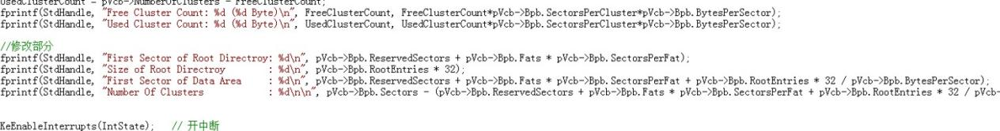 UsedClusterCount = pVcb->NumberOfClusters - FreeClusterCount;
fprintf(StdHandle, "Free Cluster Count: %d (%d Byte)\n", FreeClusterCount, FreeClusterCount*pVcb->Bpb.SectorsPerCluster*pVcb->Bpb.BytesPerSector);
fprintf(StdHandle, "Used Cluster Count: %d (%d Byte)\n", UsedClusterCount, UsedClusterCount*pVcb->Bpb.SectorsPerCluster*pVcb->Bpb.BytesPerSector);
//修改部分
fprintf(StdHandle, "First Sector of Root Directroy: %d\n", pVcb->Bpb.ReservedSectors + pVcb->Bpb.Fats * pVcb->Bpb.SectorsPerFat);
fprintf(StdHandle, "Size of Root Directroy       : %d\n", pVcb->Bpb.RootEntries * 32);
fprintf(StdHandle, "First Sector of Data Area    : %d\n", pVcb->Bpb.ReservedSectors + pVcb->Bpb.Fats * pVcb->Bpb.SectorsPerFat + pVcb->Bpb.RootEntries * 32 / pVcb->Bpb.BytesPerSector);
fprintf(StdHandle, "Number Of Clusters           : %d\n\n", pVcb->Bpb.Sectors - (pVcb->Bpb.ReservedSectors + pVcb->Bpb.Fats * pVcb->Bpb.SectorsPerFat + pVcb->Bpb.RootEntries * 32 / pVcb-
KeEnableInterrupts(IntState);   // 开中断